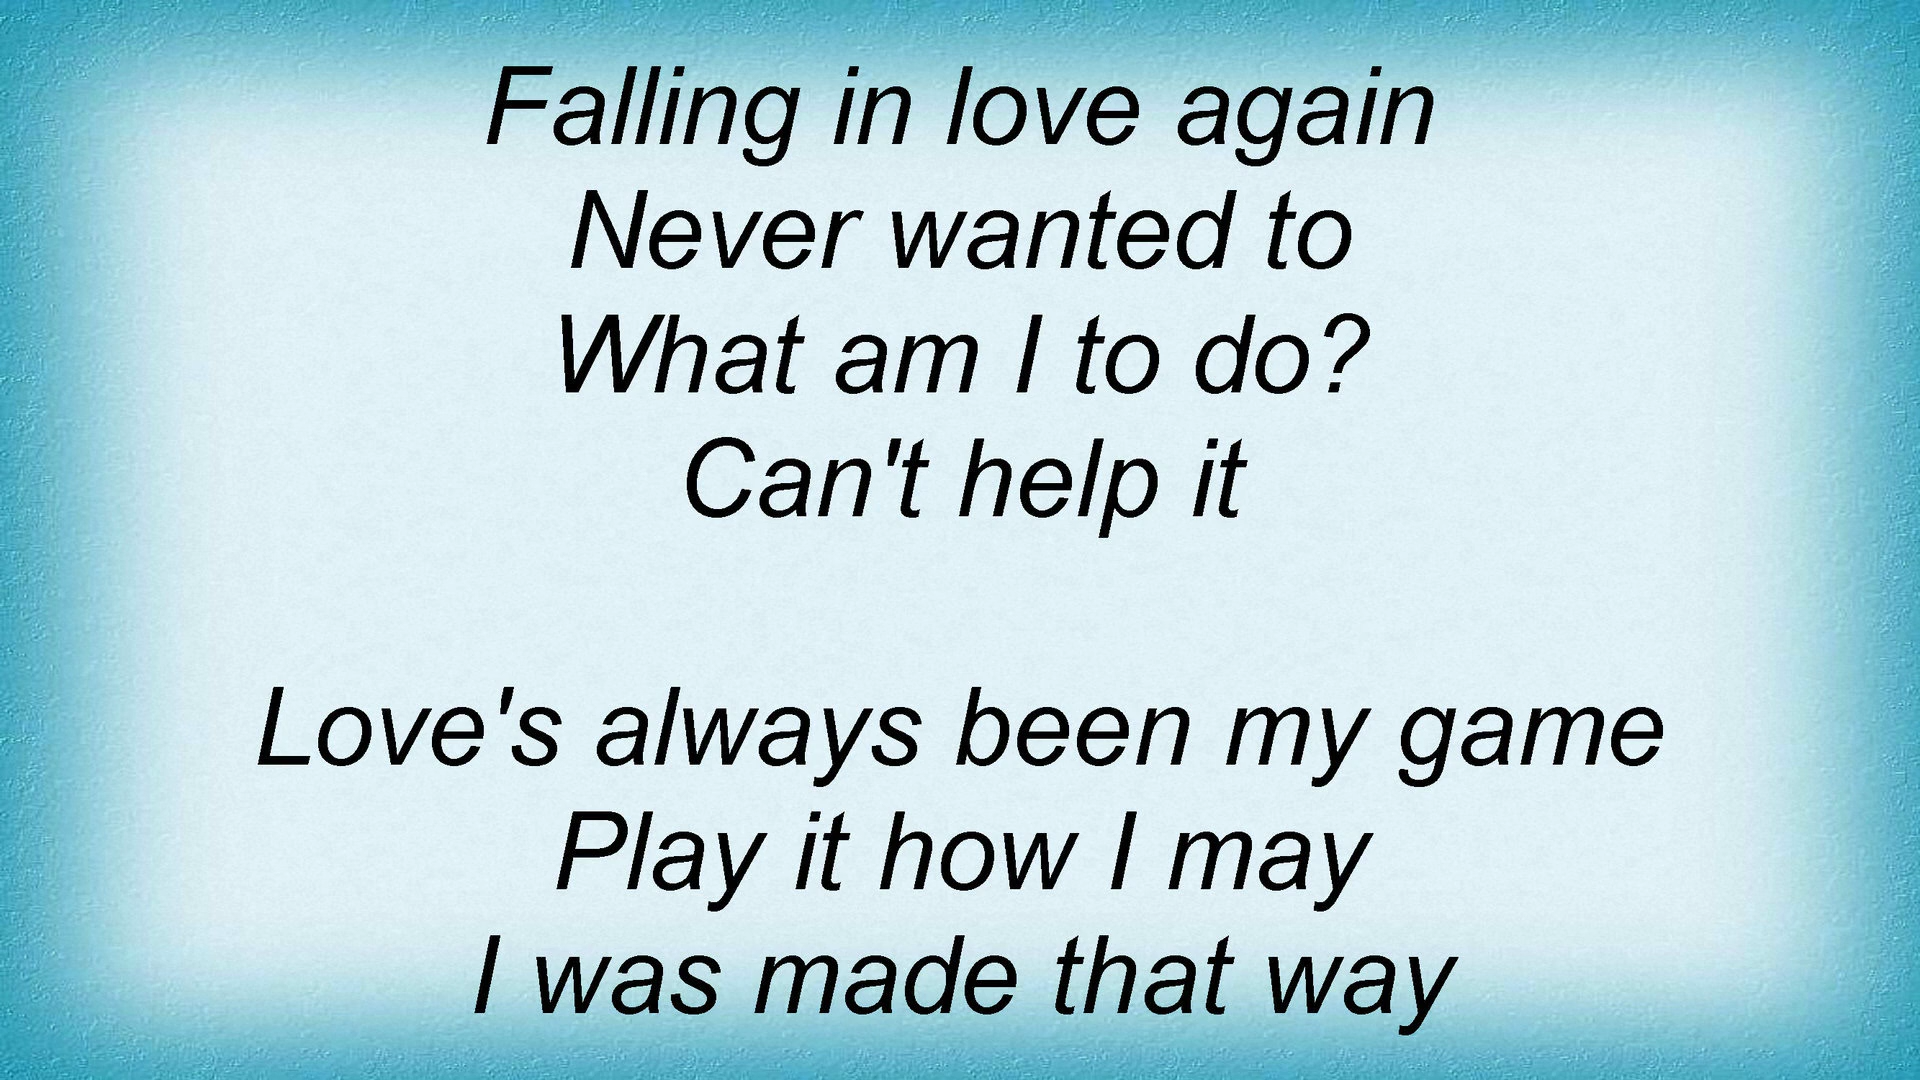 Falling in love again
Never wanted to
What am I to do?
Can't help it
Love's always been my game
Play it how I may
I was made that way